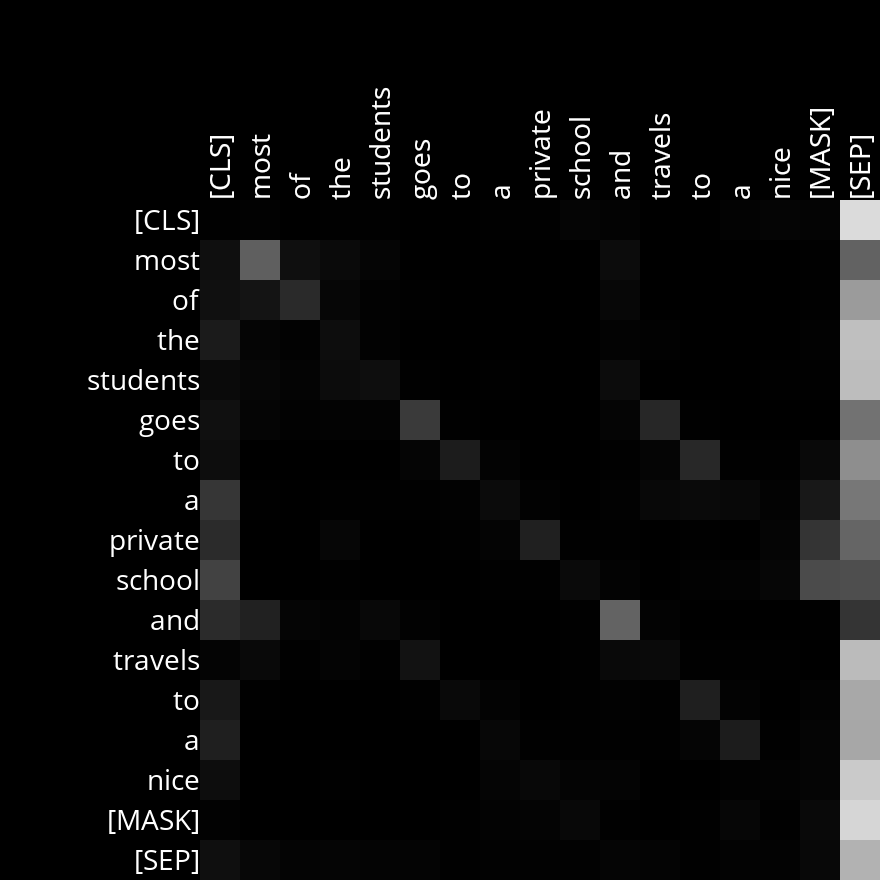 [CLS] most of the students goes to a private school and travels to a nice [MASK] [SEP]
[CLS]
most
of
the
students
goes
to
a
private
school
and
travels
to
a
nice
[MASK]
[SEP]